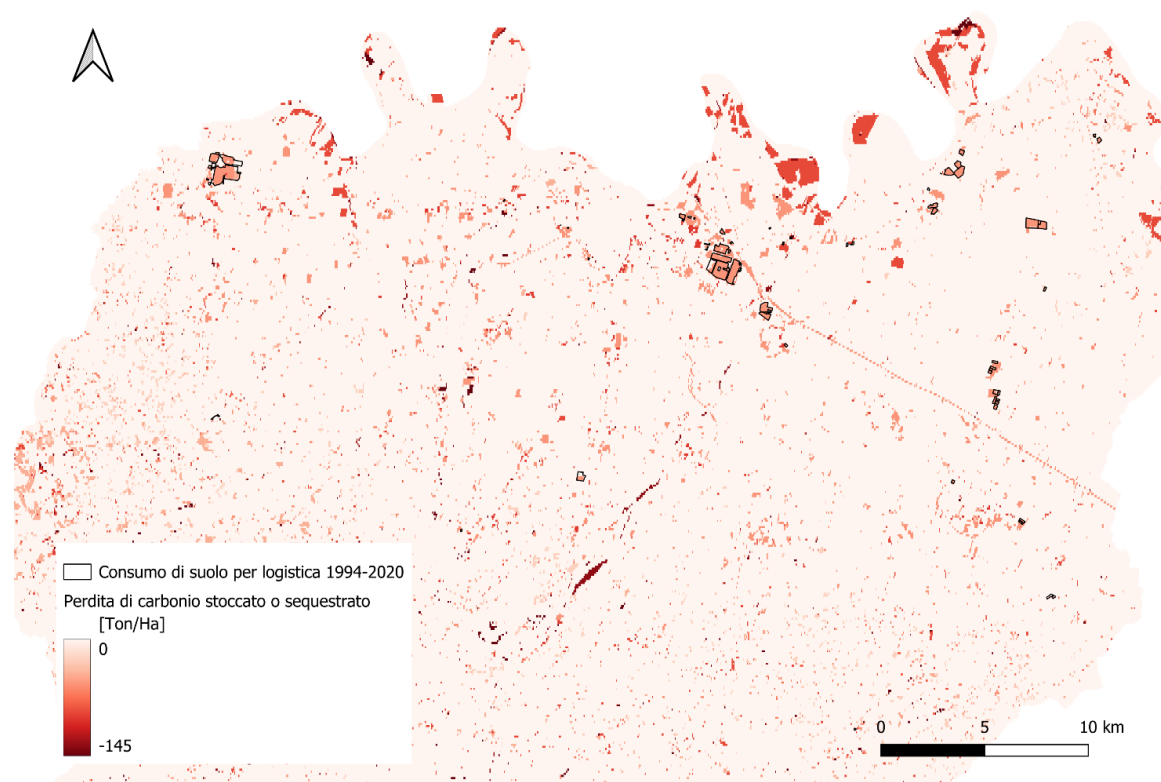 Consumo di suolo per logistica 1994-2020
Perdita di carbonio stoccato o sequestrato
[Ton/Ha]
0
-145
0 5 10 km